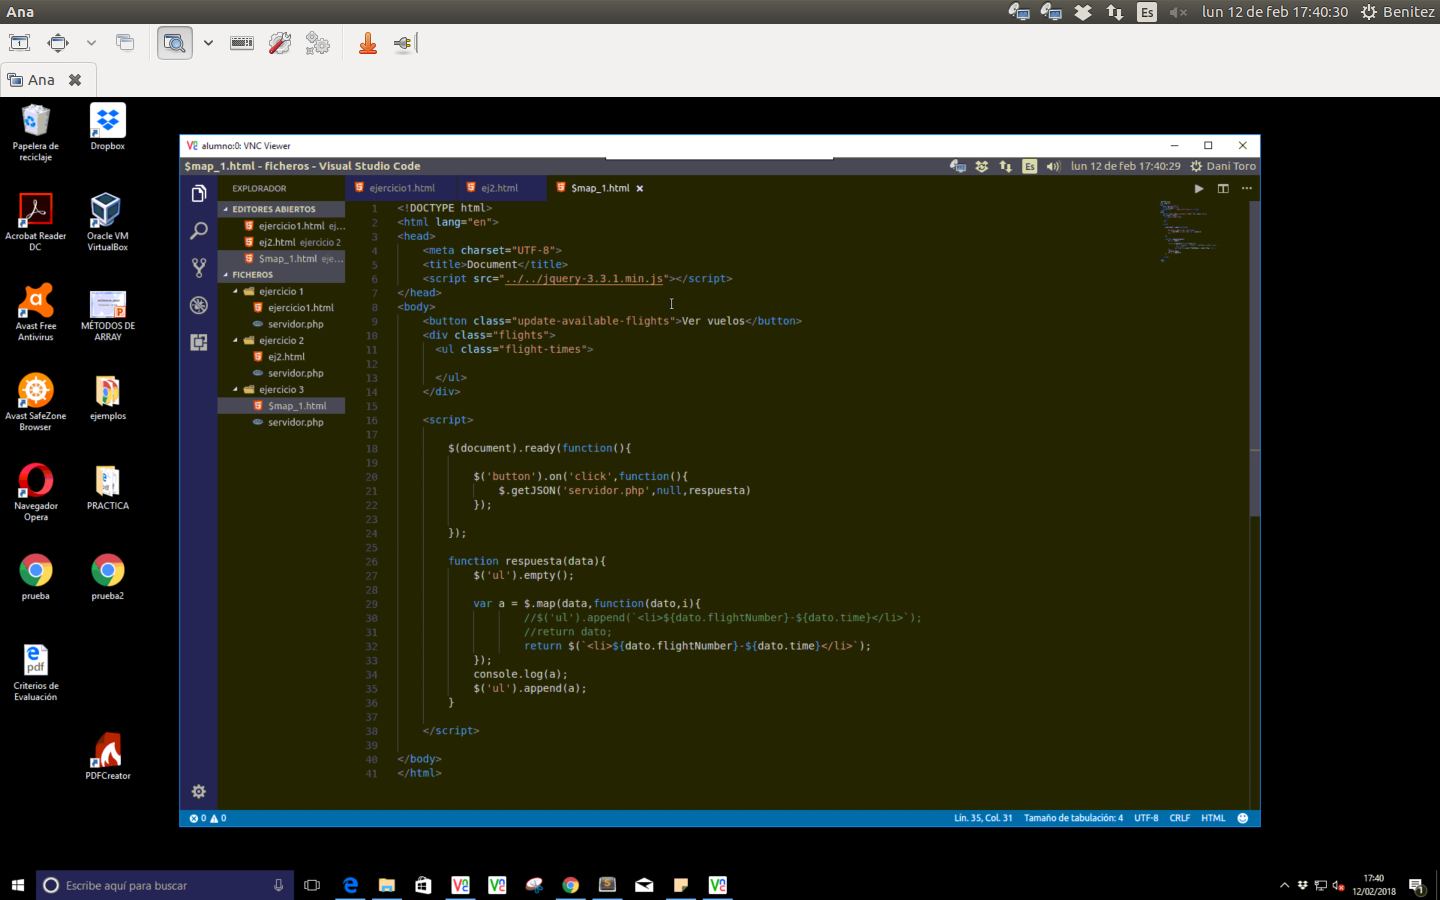 Ana
Es
lun 12 de feb 17:40:30
Benitez
Ana
Papelera de reciclaje
Dropbox
Acrobat Reader DC
Oracle VM VirtualBox
Avast Free Antivirus
MÉTODOS DE ARRAY
Avast SafeZone Browser
ejemplos
Navegador Opera
PRACTICA
prueba
prueba2
Criterios de Evaluación
PDFCreator
alumno:0: VNC Viewer
$map_1.html - ficheros - Visual Studio Code
Es
lun 12 de feb 17:40:29
Dani Toro
EXPLORADOR
EDITORES ABIERTOS
ejercicio1.html ej...
ej2.html ejercicio 2
$map_1.html eje...
FICHEROS
ejercicio 1
ejercicio1.html
servidor.php
ejercicio 2
ej2.html
servidor.php
ejercicio 3
$map_1.html
servidor.php
ejercicio1.html
ej2.html
$map_1.html
1 <!DOCTYPE html>
2 <html lang="en">
3 <head>
4 <meta charset="UTF-8">
5 <title>Document</title>
6 <script src="../../jquery-3.3.1.min.js"></script>
7 </head>
8 <body>
9 <button class="update-available-flights">Ver vuelos</button>
10 <div class="flights">
11 <ul class="flight-times">
12
13 </ul>
14 </div>
15
16 <script>
17
18 $(document).ready(function(){
19
20 $('button').on('click',function(){
21 $.getJSON('servidor.php',null,respuesta)
22 });
23
24 });
25
26 function respuesta(data){
27 $('ul').empty();
28
29 var a = $.map(data,function(dato,i){
30 //$('ul').append(`<li>${dato.flightNumber}-${dato.time}</li>`);
31 //return dato;
32 return $(`<li>${dato.flightNumber}-${dato.time}</li>`);
33 });
34 console.log(a);
35 $('ul').append(a);
36 }
37
38 </script>
39
40 </body>
41 </html>
0 0
Lín. 35, Col. 31
Tamaño de tabulación: 4
UTF-8
CRLF
HTML
Escribe aquí para buscar
17:40
12/02/2018
1